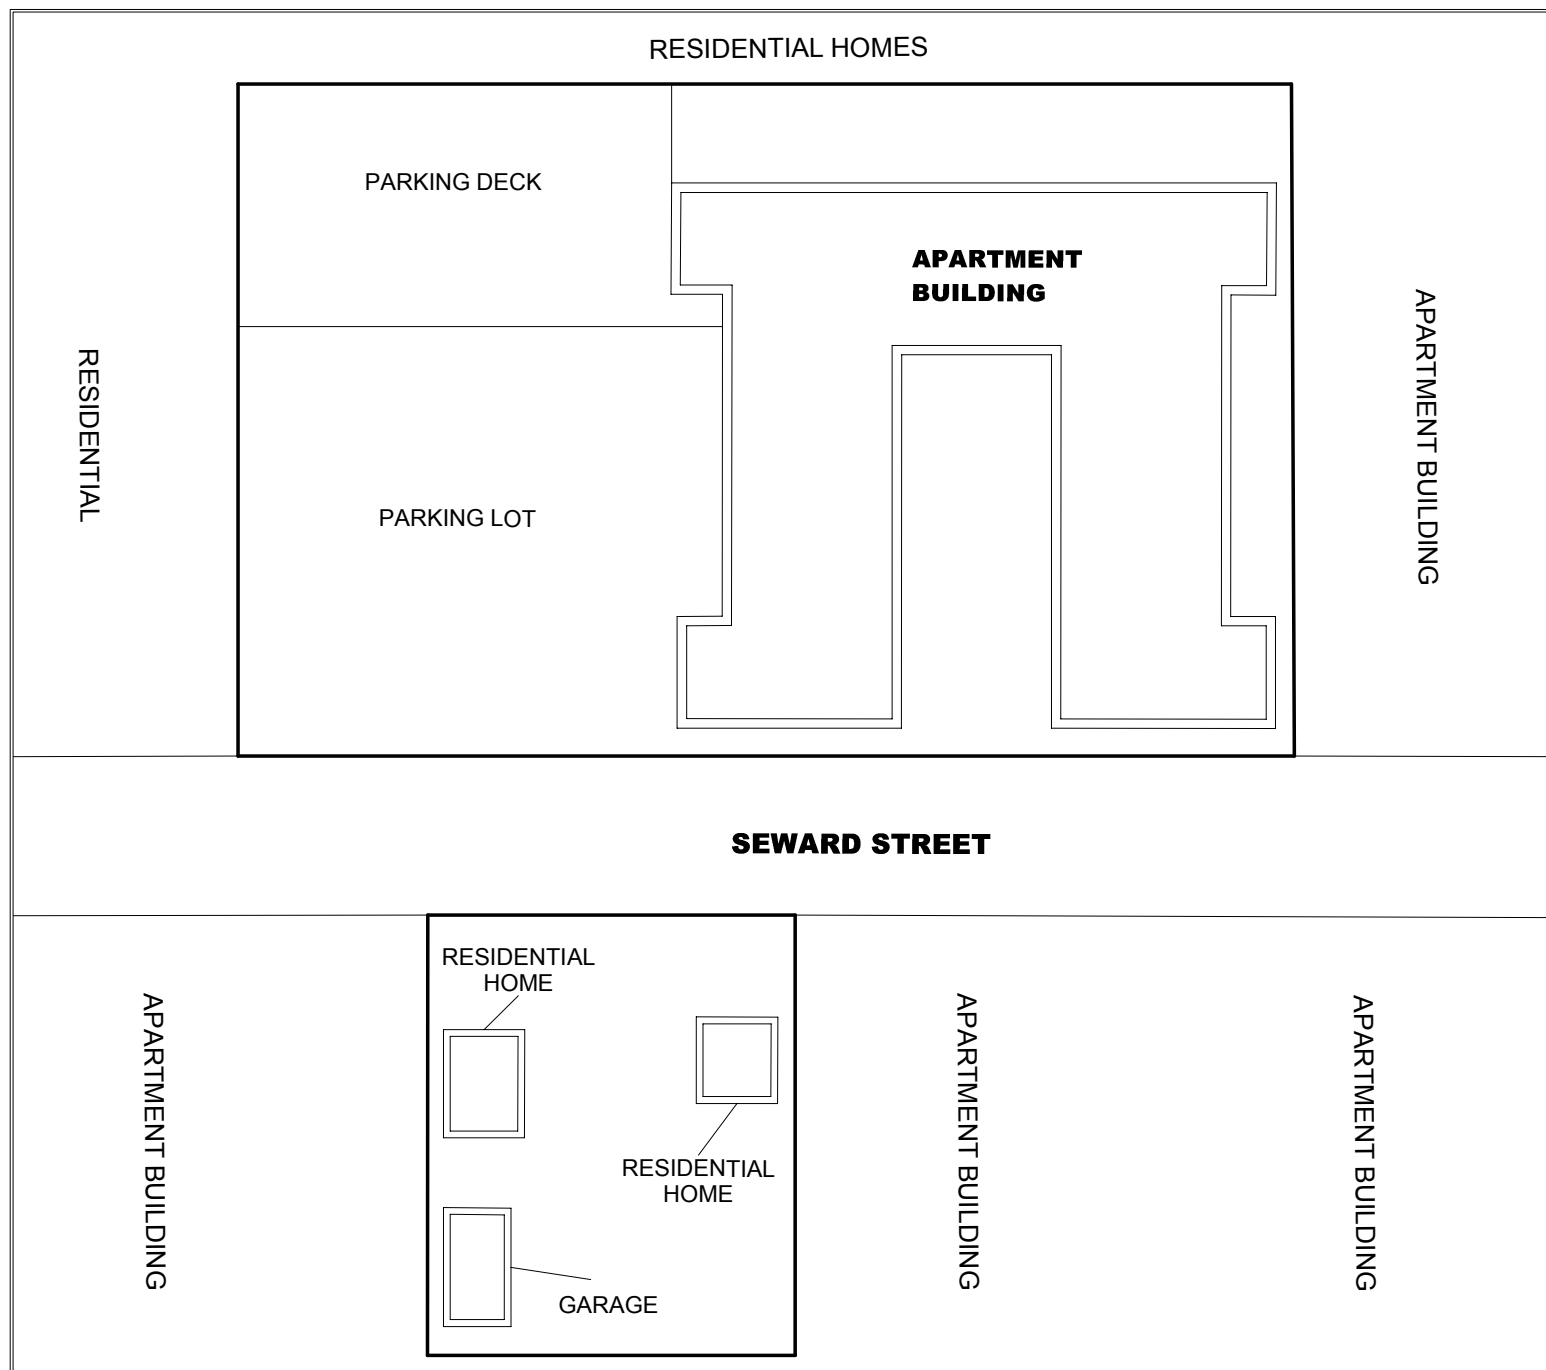 RESIDENTIAL HOMES
PARKING DECK
APARTMENT
BUILDING
RESIDENTIAL
PARKING LOT
APARTMENT BUILDING
SEWARD STREET
RESIDENTIAL
HOME
APARTMENT BUILDING
RESIDENTIAL
HOME
GARAGE
APARTMENT BUILDING
APARTMENT BUILDING